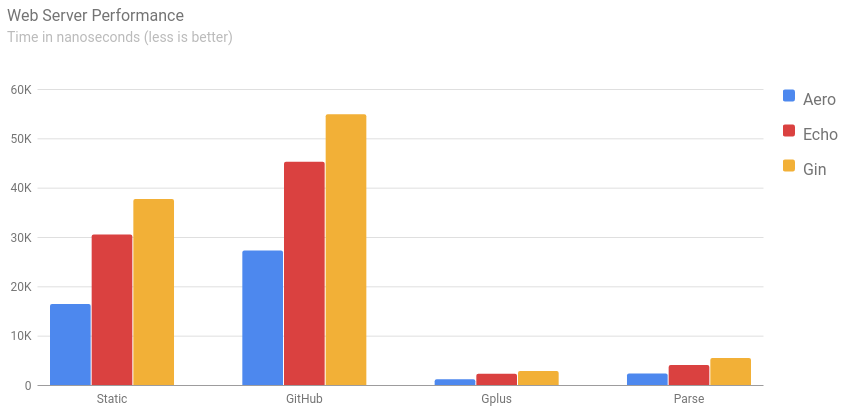 Web Server Performance
Time in nanoseconds (less is better)
60K
50K
40K
30K
20K
10K
0
Static
GitHub
Gplus
Parse
Aero
Echo
Gin